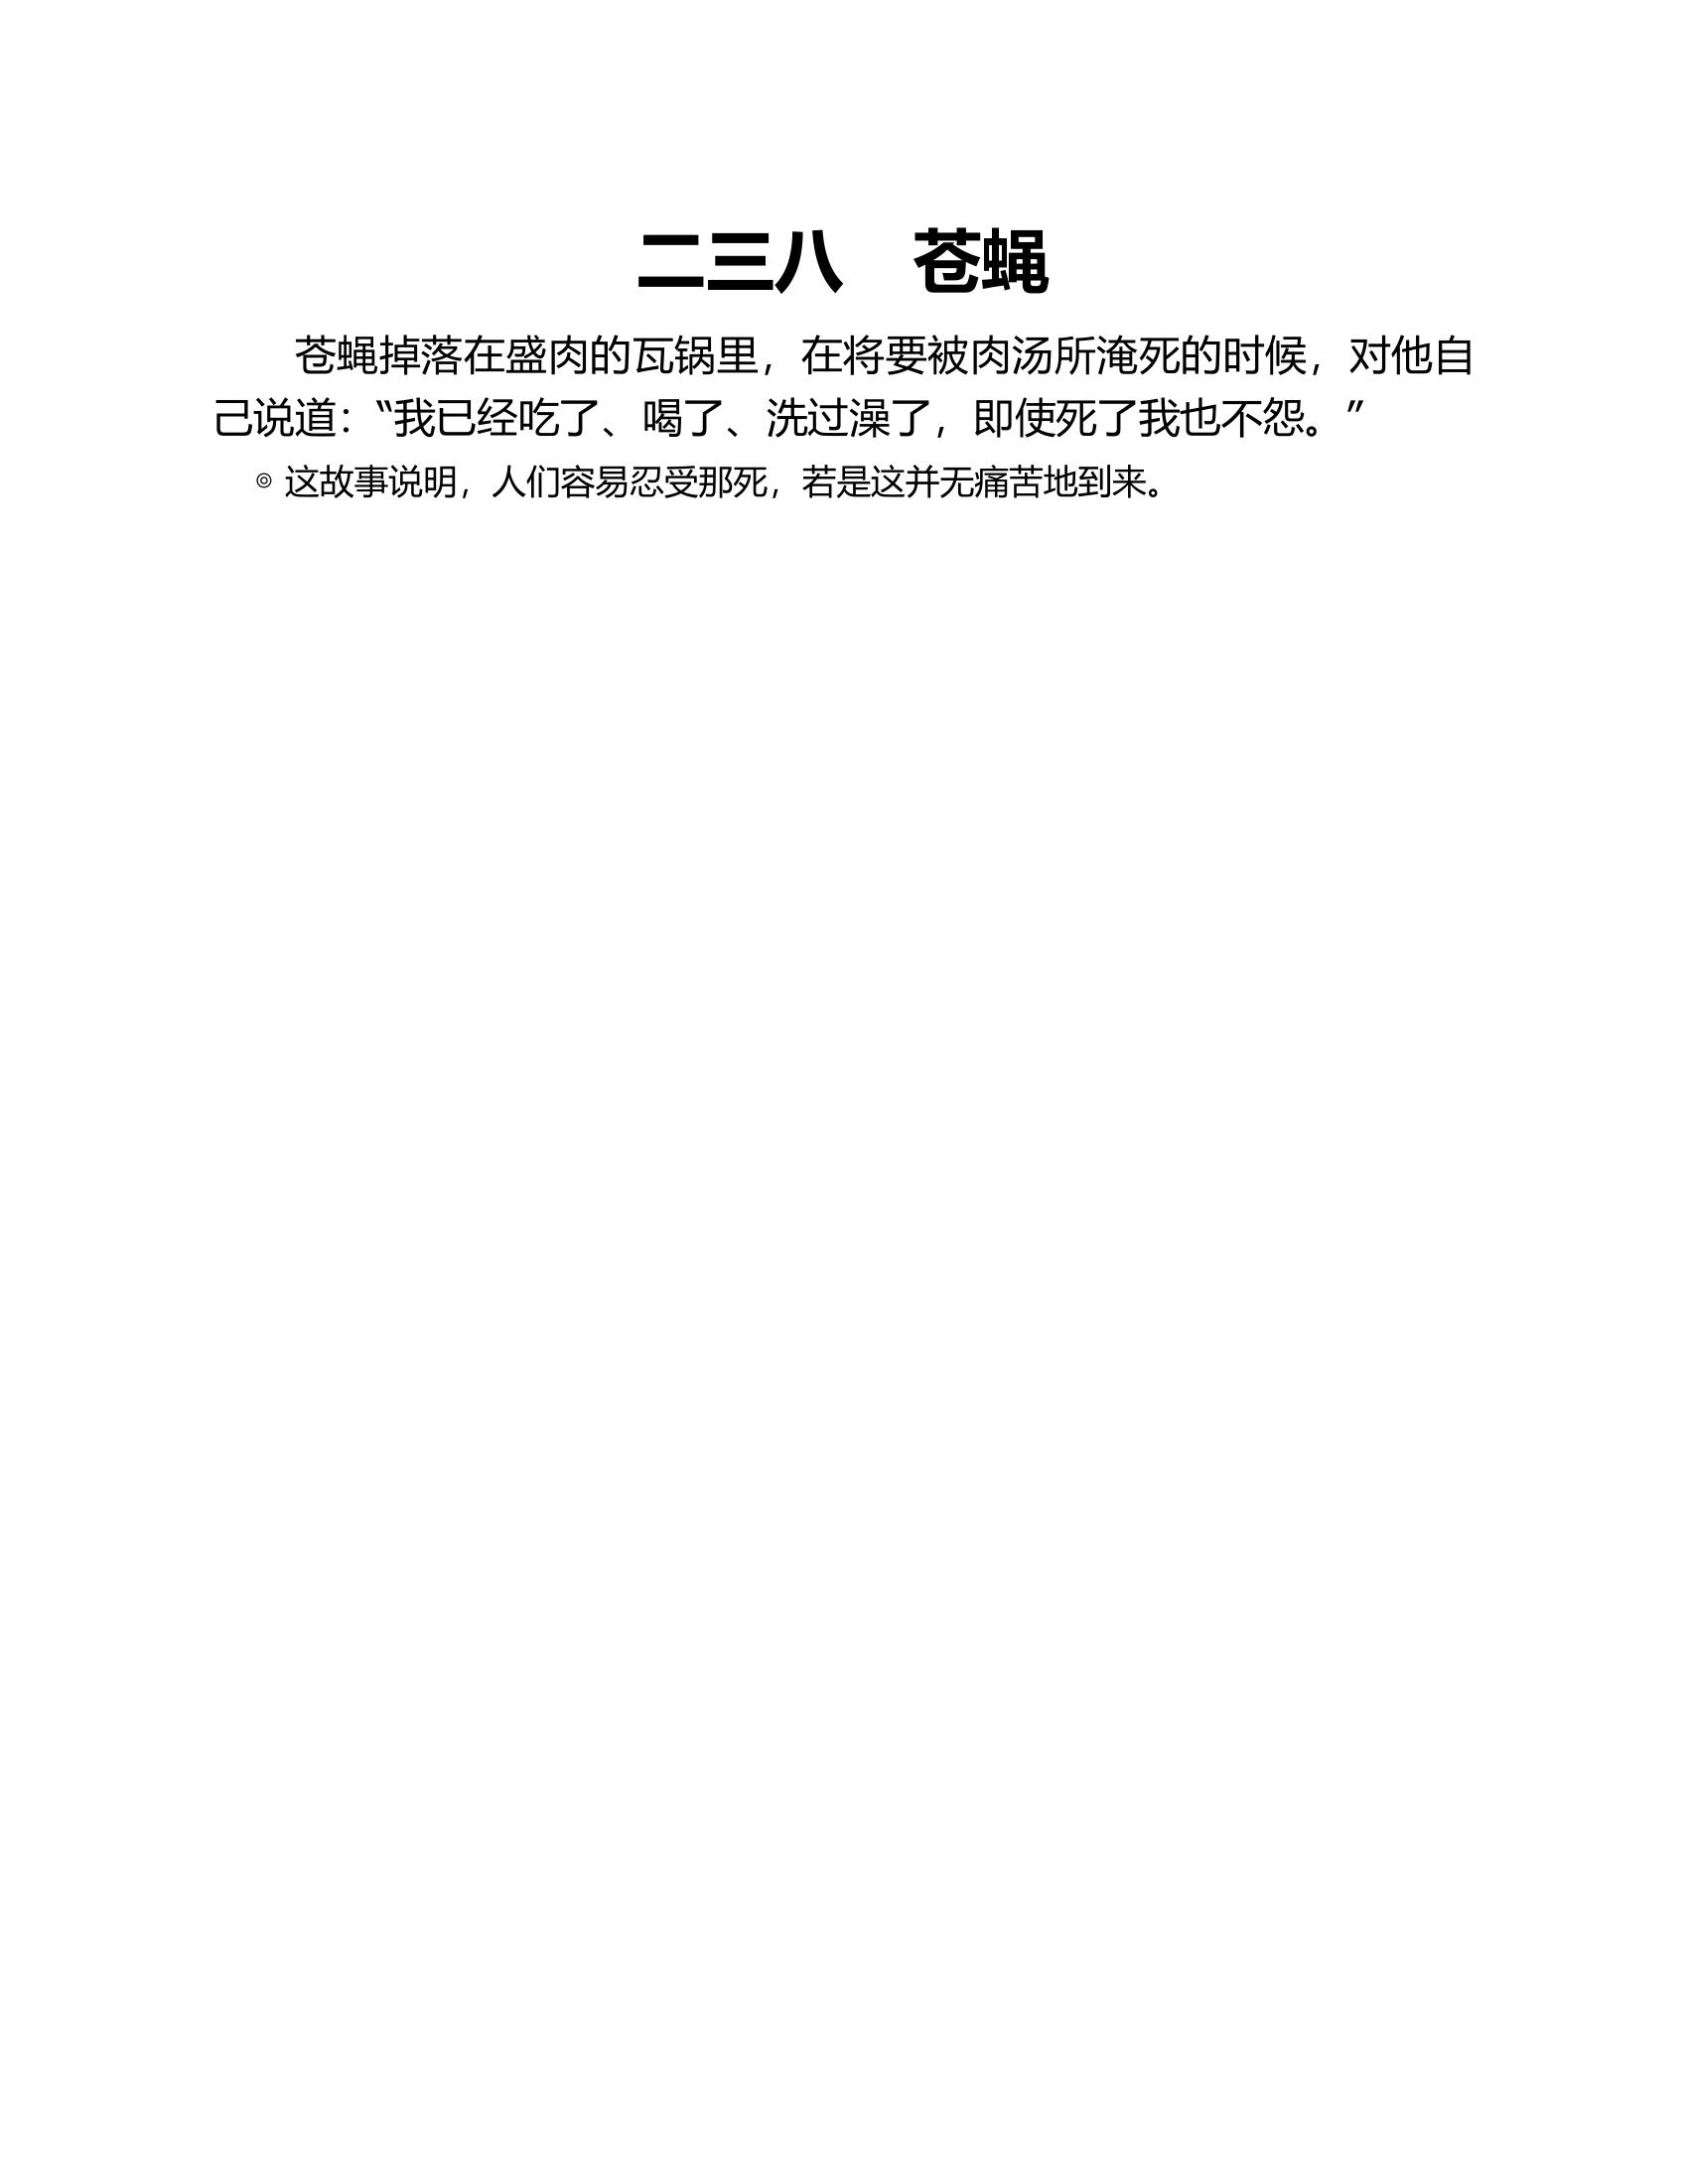 二三八　苍蝇
苍蝇掉落在盛肉的瓦锅里，在将要被肉汤所淹死的时候，对他自
己说道：“我已经吃了、喝了、洗过澡了，即使死了我也不怨。”
◎ 这故事说明，人们容易忍受那死，若是这并无痛苦地到来。